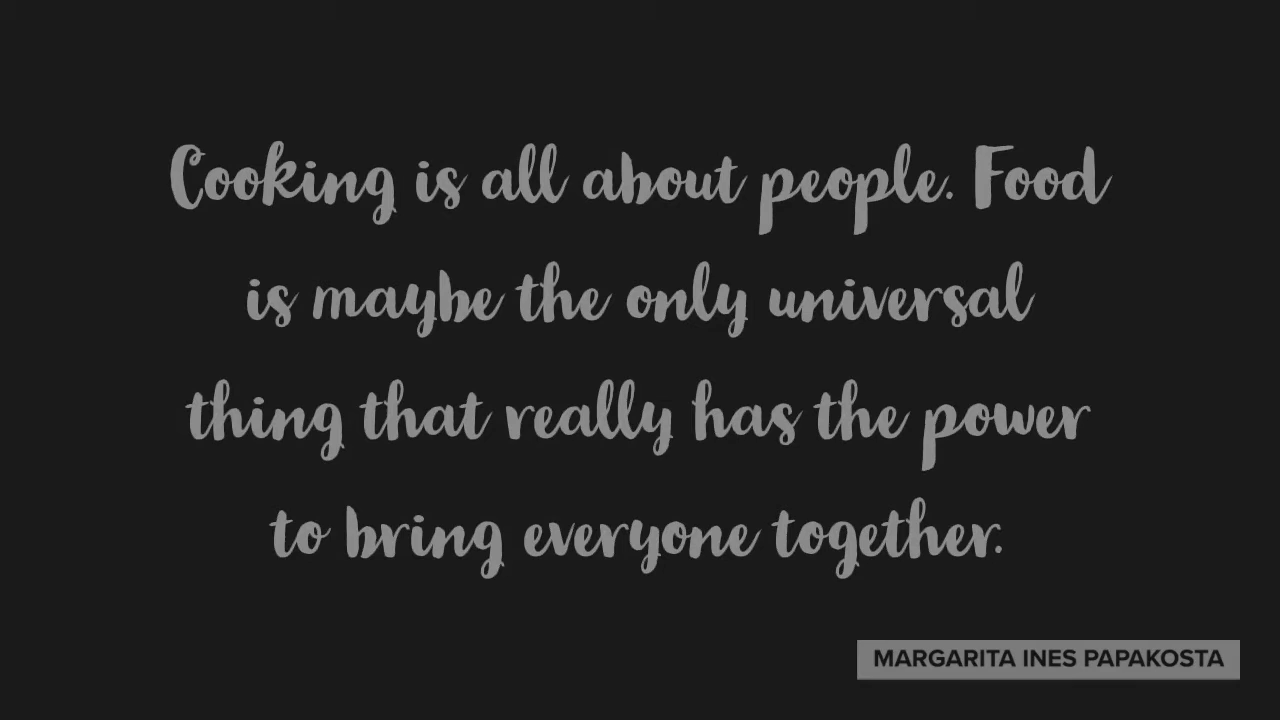 Cooking is all about people. Food
is maybe the only universal
thing that really has the power
to bring everyone together.
MARGARITA INES PAPAKOSTA